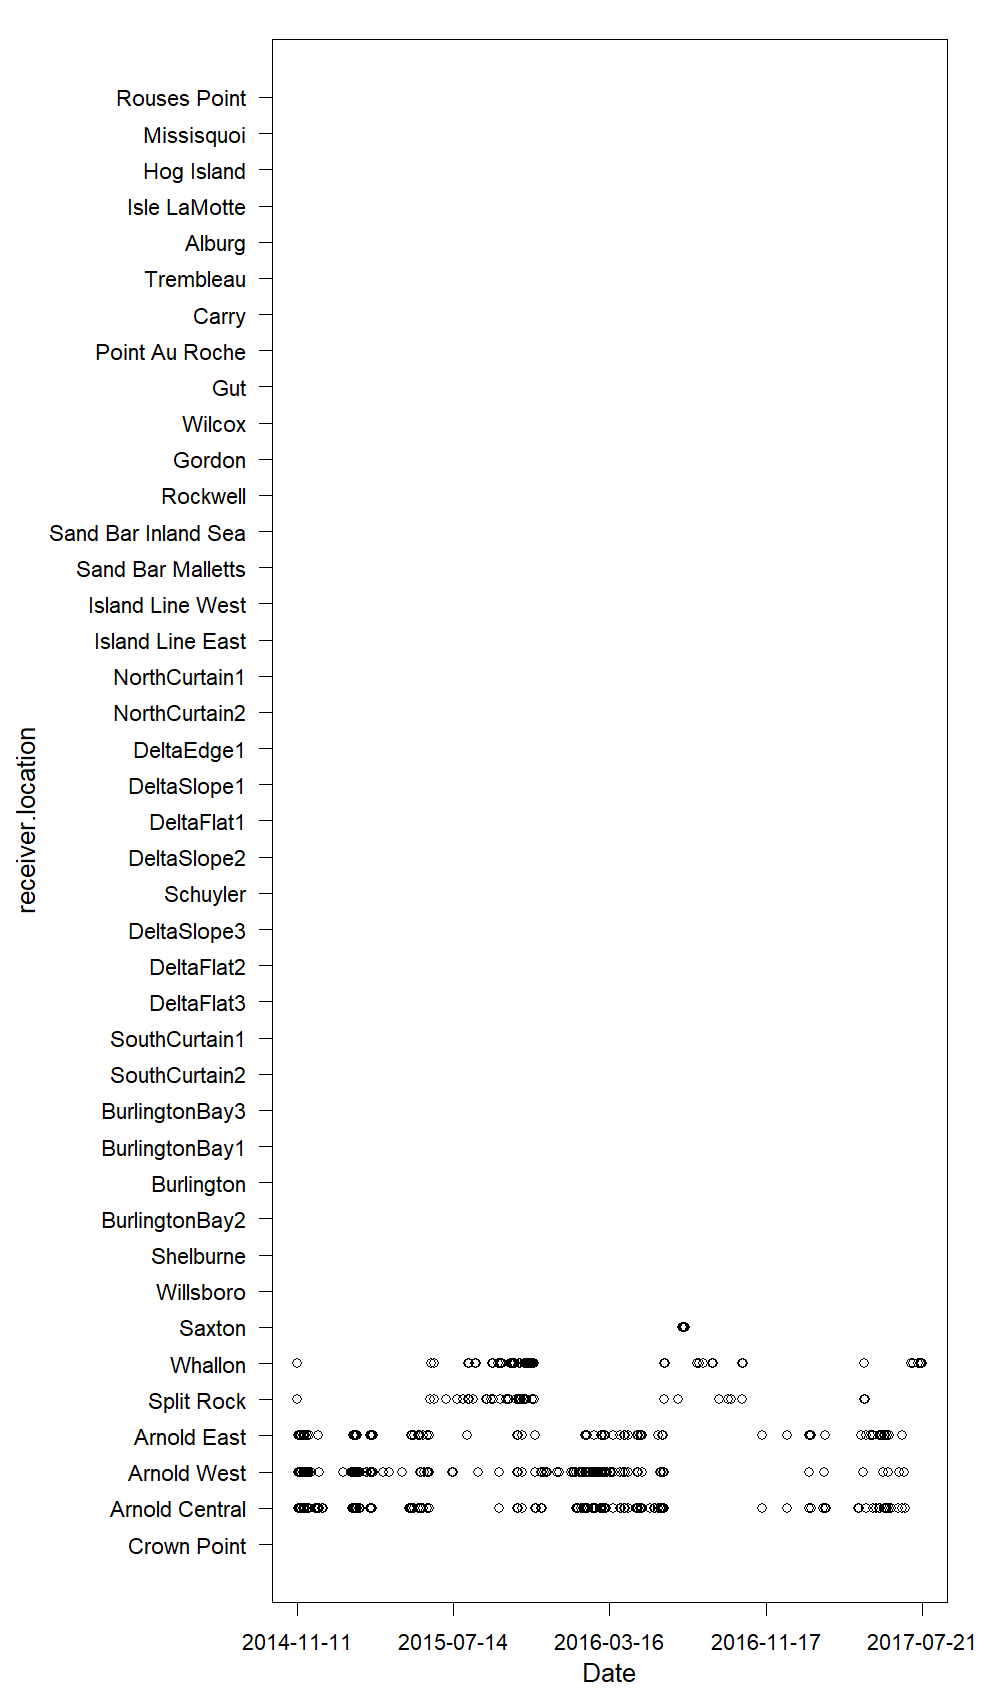 Rouses Point
Missisquoi
Hog Island
Isle LaMotte
Alburg
Trembleau
Carry
Point Au Roche
Gut
Wilcox
Gordon
Rockwell
Sand Bar Inland Sea
Sand Bar Malletts
Island Line West
Island Line East
NorthCurtain1
NorthCurtain2
DeltaEdge1
DeltaSlope1
DeltaFlat1
DeltaSlope2
Schuyler
DeltaSlope3
DeltaFlat2
DeltaFlat3
SouthCurtain1
SouthCurtain2
BurlingtonBay3
BurlingtonBay1
Burlington
BurlingtonBay2
Shelburne
Willsboro
Saxton
Whallon
Split Rock
Arnold East
Arnold West
Arnold Central
Crown Point
receiver.location
2014-11-11 2015-07-14 2016-03-16 2016-11-17 2017-07-21
Date